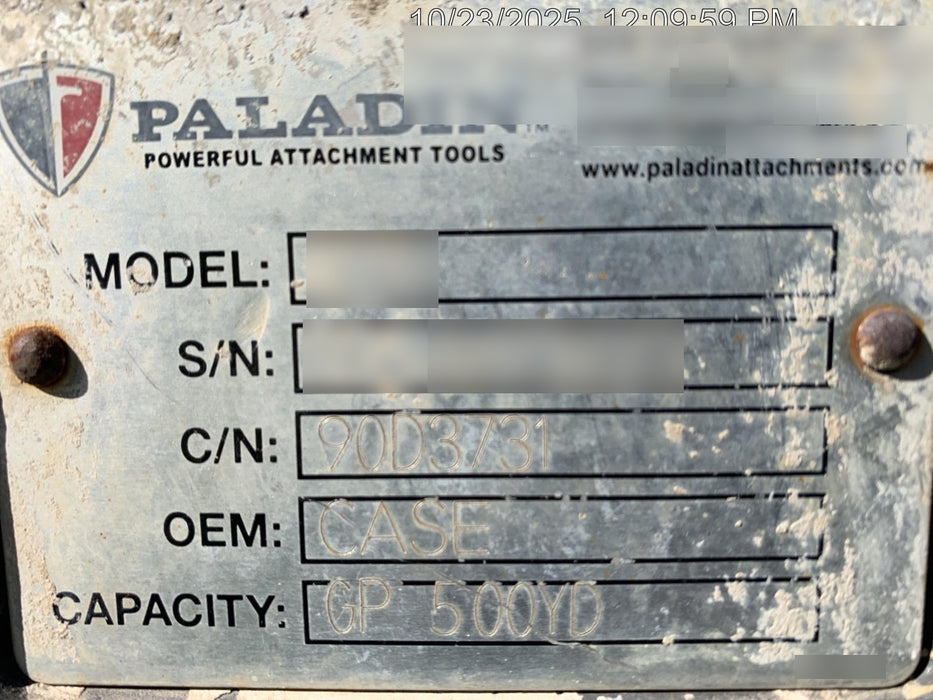 10/23/2025 12:09:59 PM
PALADIN TM
POWERFUL ATTACHMENT TOOLS
www.paladinattachments.com
MODEL:
S/N:
C/N: 90D3731
OEM: CASE
CAPACITY: GP 500YD